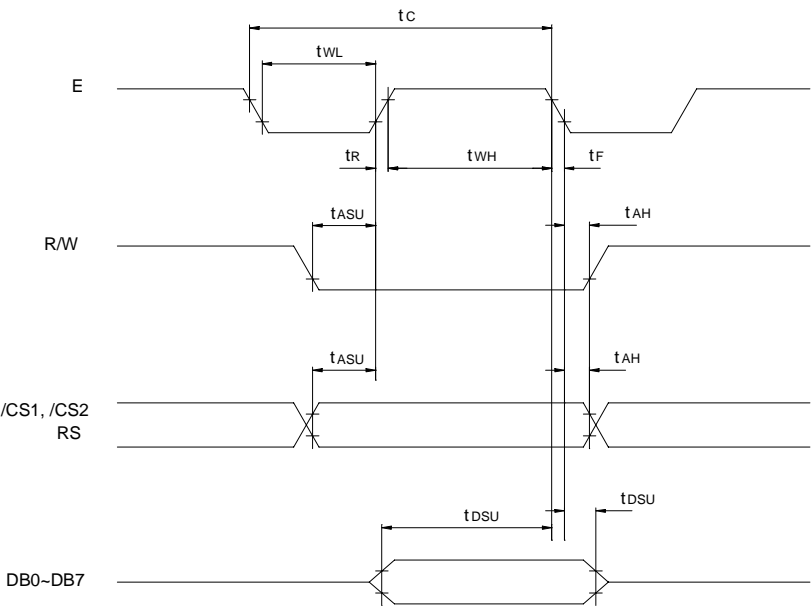 tC
tWL
E
tR
tWH
tF
tASU
tAH
R/W
tASU
tAH
/CS1, /CS2
RS
tDSU
tDSU
DB0~DB7